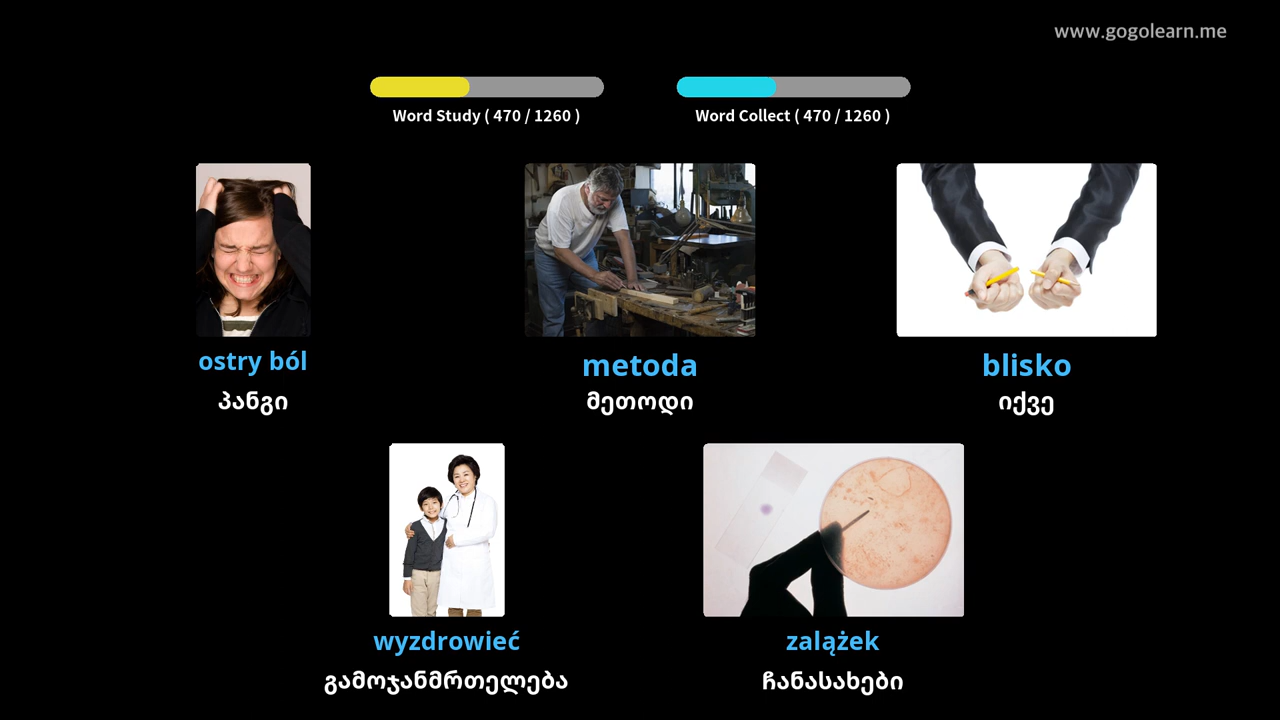 www.gogolearn.me
Word Study ( 470 / 1260 )
Word Collect ( 470 / 1260 )
ostry ból
metoda
blisko
პანგი
მეთოდი
იქვე
wyzdrowieć
zalążek
გამოჯანმრთელება
ჩანასახები